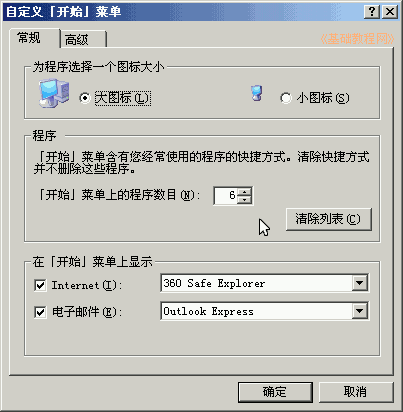 自定义「开始」菜单
常规
高级
为程序选择一个图标大小
大图标(L)
小图标(S)
程序
「开始」菜单含有您经常使用的程序的快捷方式。清除快捷方式
并不删除这些程序。
「开始」菜单上的程序数目(N)：
6
清除列表(C)
在「开始」菜单上显示
Internet(I)：
360 Safe Explorer
电子邮件(E)：
Outlook Express
确定
取消